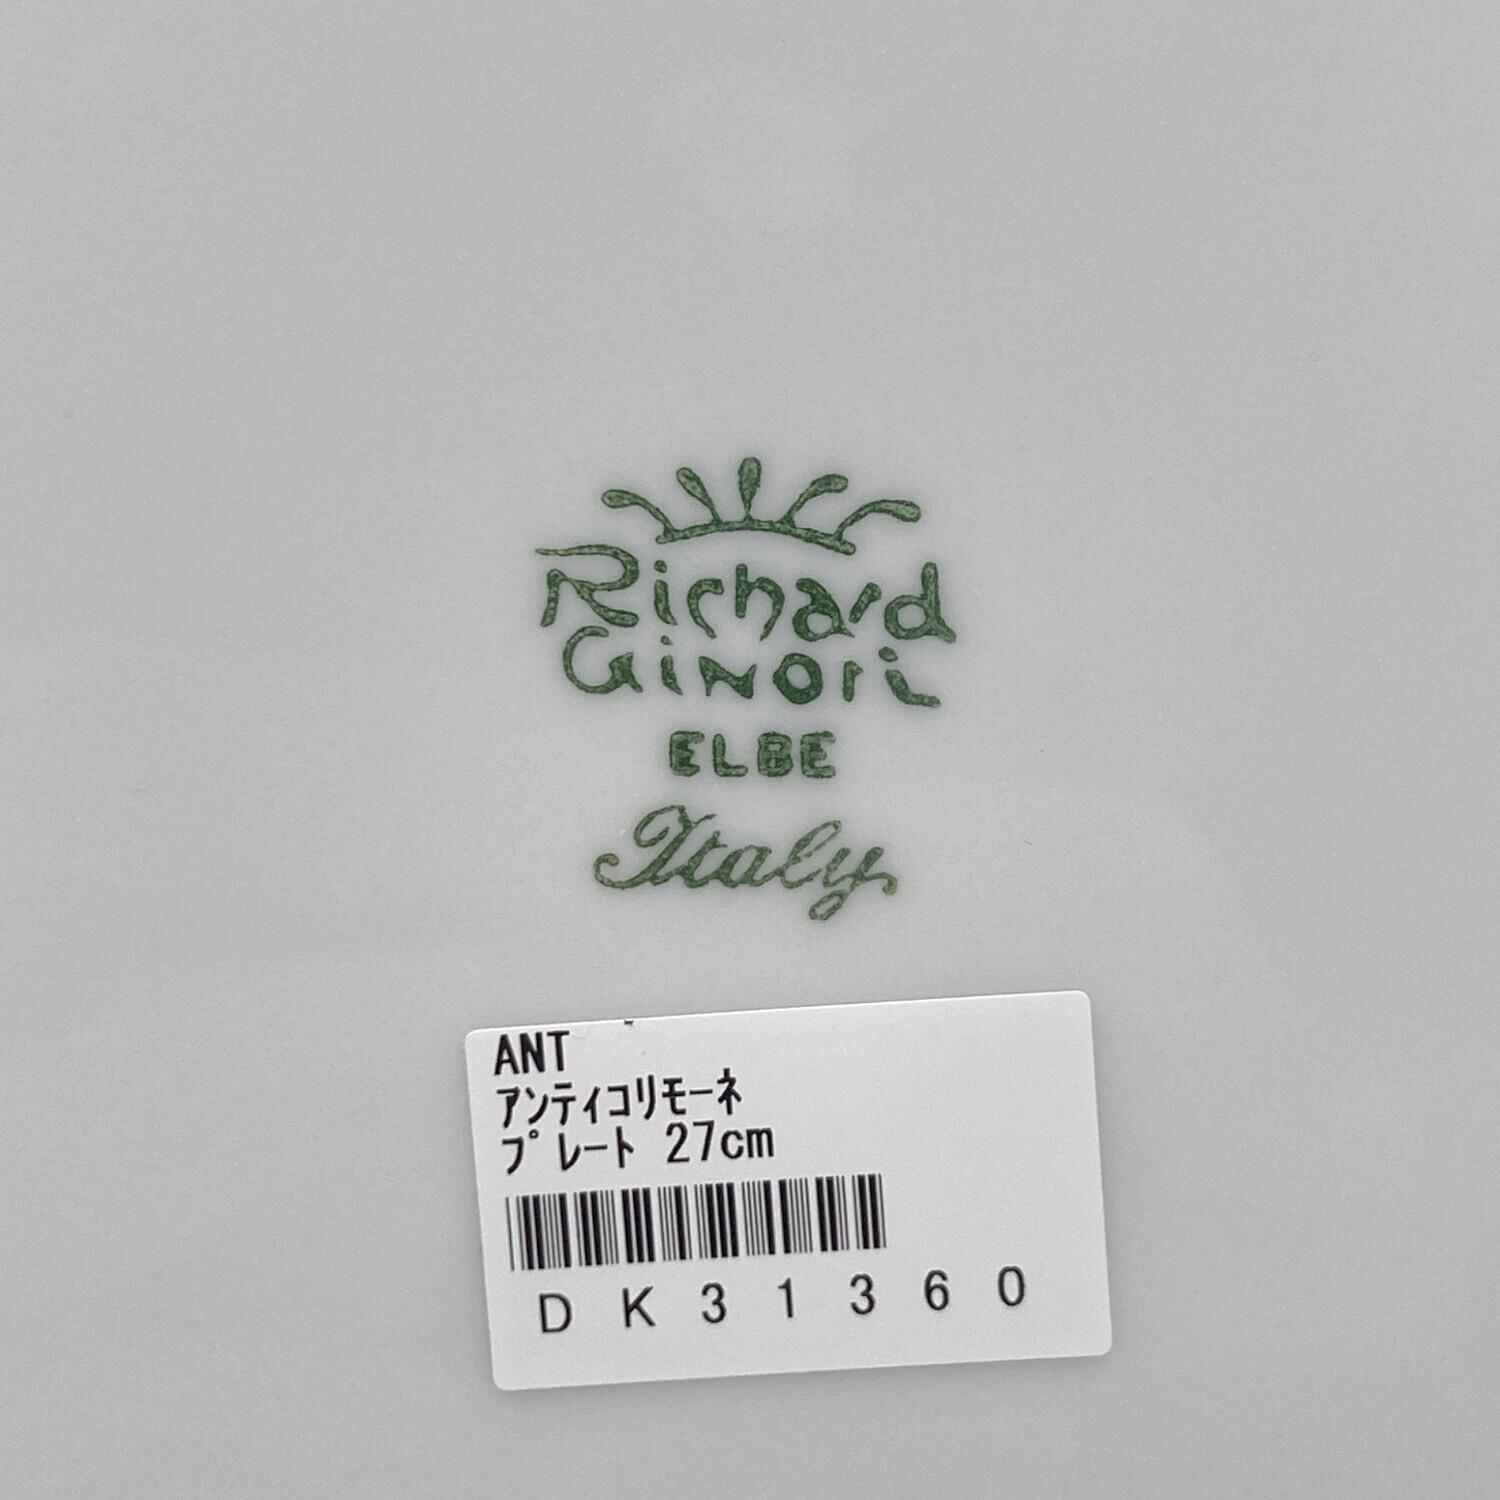 Richard
Ginori
ELBE
Italy
ANT
アンティコリモーネ
プレート 27cm
DK31360